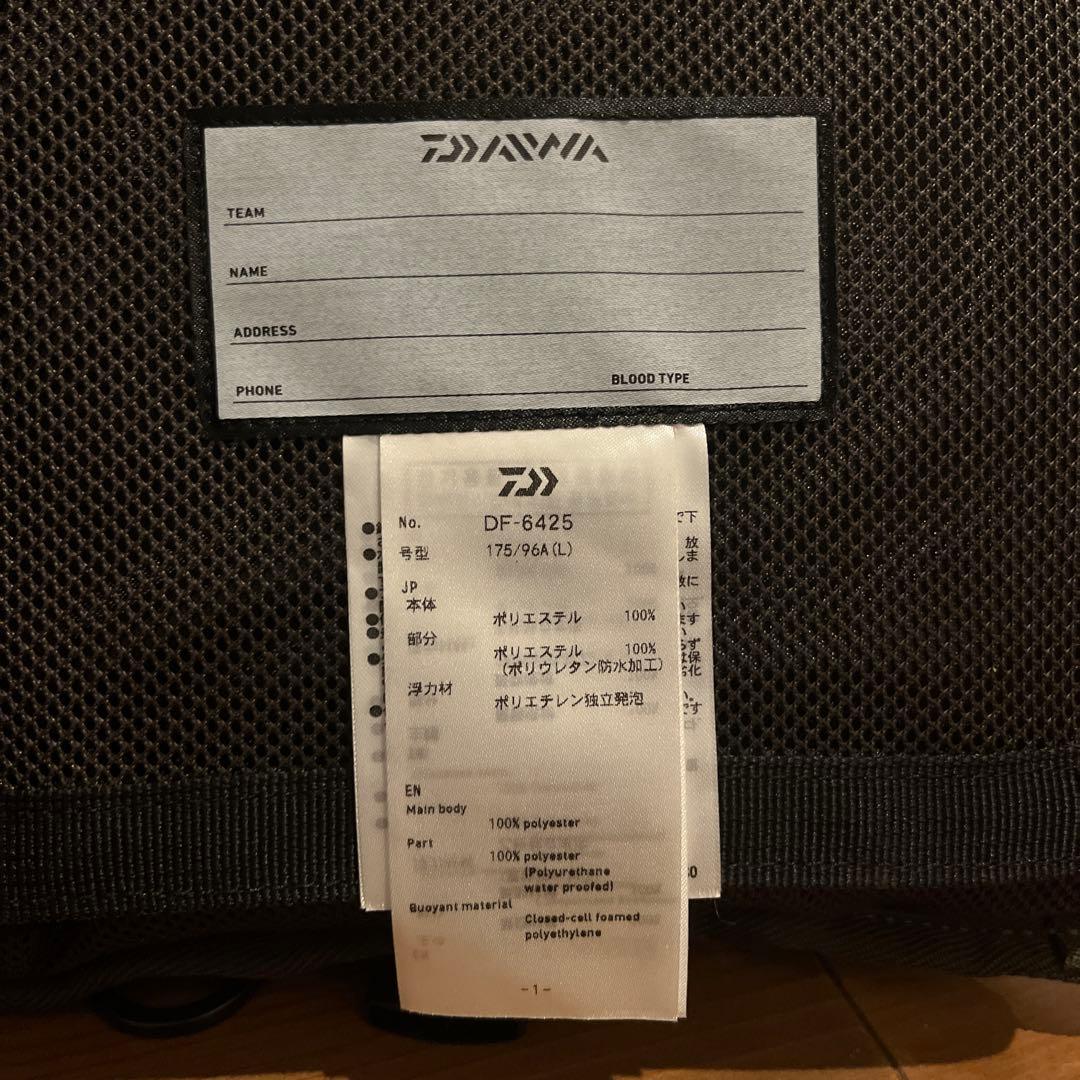 DAIWA
TEAM
NAME
ADDRESS
PHONE BLOOD TYPE
No. DF-6425
号型 175/96A(L)
JP
本体
ポリエステル 100%
部分
ポリエステル 100%
(ポリウレタン防水加工)
浮力材
ポリエチレン独立発泡
EN
Main body
100% polyester
Part
100% polyester
(Polyurethane
water proofed)
Buoyant material
Closed-cell foamed
polyethylene
-1-